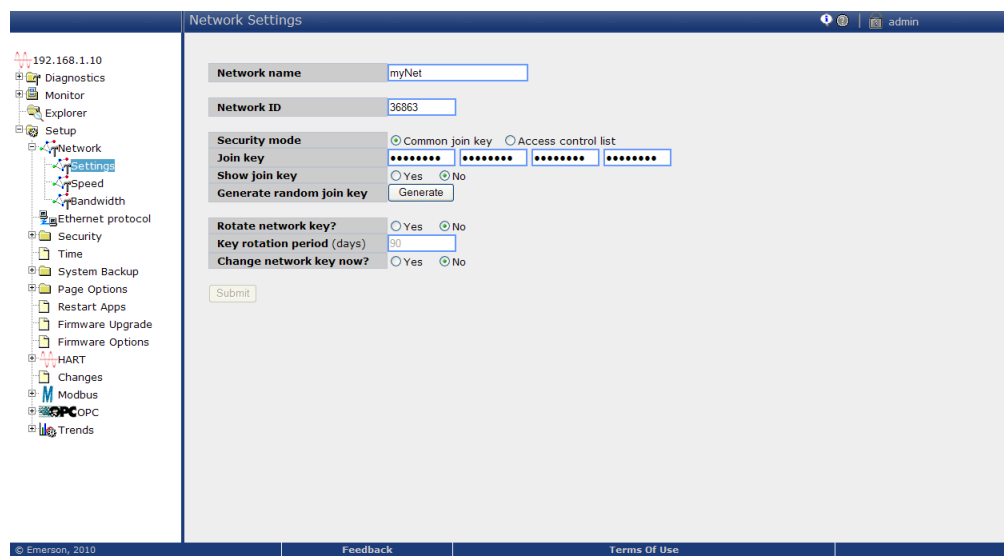 Network Settings
admin
192.168.1.10
Diagnostics
Monitor
Explorer
Setup
Network
Settings
Speed
Bandwidth
Ethernet protocol
Security
Time
System Backup
Page Options
Restart Apps
Firmware Upgrade
Firmware Options
HART
Changes
Modbus
OPC OPC
Trends
Network name myNet
Network ID 36863
Security mode Common join key Access control list
Join key •••••••• •••••••• •••••••• ••••••••
Show join key Yes No
Generate random join key Generate
Rotate network key? Yes No
Key rotation period (days) 90
Change network key now? Yes No
Submit
© Emerson, 2010 Feedback Terms Of Use